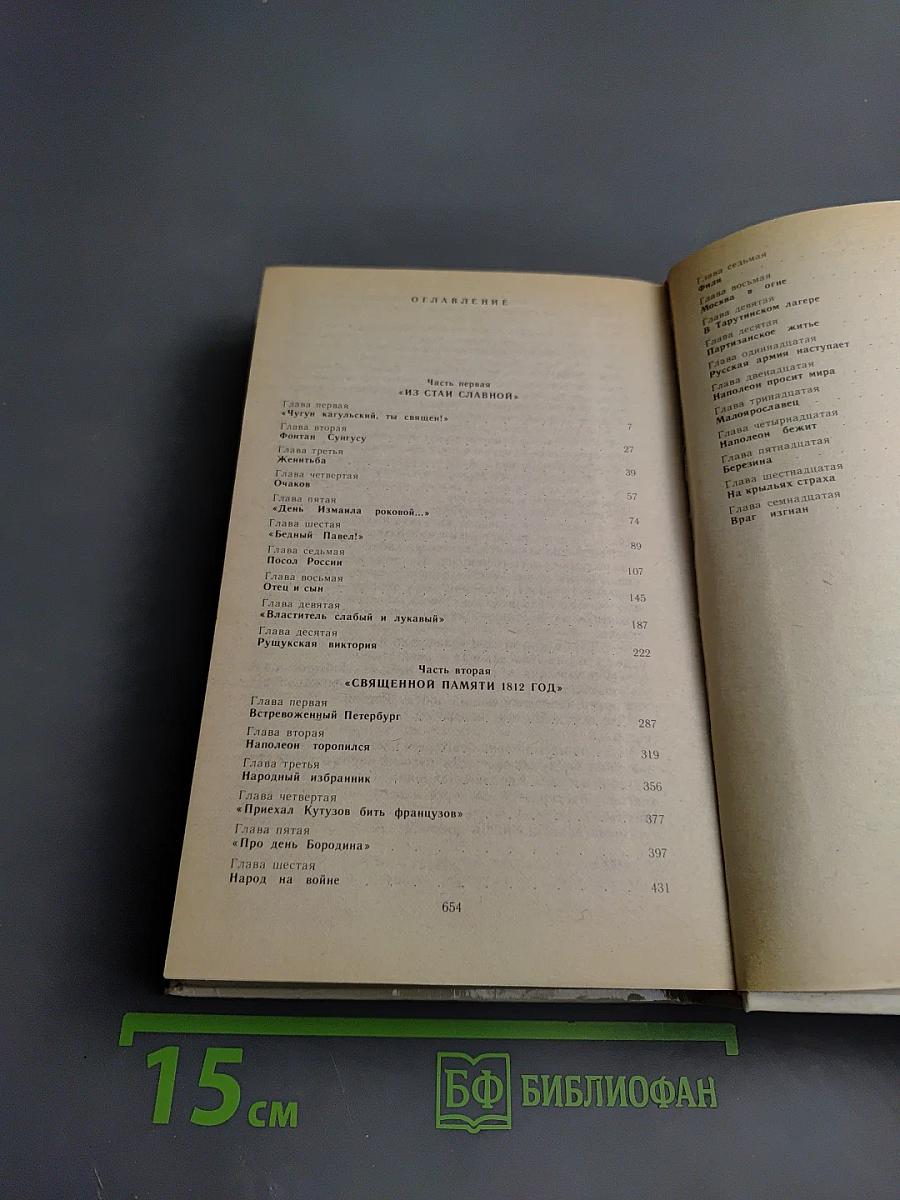 ОГЛАВЛЕНИЕ
Часть первая
«ИЗ СТАИ СЛАВНОЙ»
Глава первая
«Чугун кагульский, ты священ!» 7
Глава вторая
Фонтан Сунгусу 27
Глава третья
Женитьба 39
Глава четвертая
Очаков 57
Глава пятая
«День Измаила роковой...» 74
Глава шестая
«Бедный Павел!» 89
Глава седьмая
Посол России 107
Глава восьмая
Отец и сын 145
Глава девятая
«Властитель слабый и лукавый» 187
Глава десятая
Рущукская виктория 222
Часть вторая
«СВЯЩЕННОЙ ПАМЯТИ 1812 ГОД»
Глава первая
Встревоженный Петербург 287
Глава вторая
Наполеон торопился 319
Глава третья
Народный избранник 356
Глава четвертая
«Приехал Кутузов бить французов» 377
Глава пятая
«Про день Бородина» 397
Глава шестая
Народ на войне 431
654
Глава седьмая
Фили
Глава восьмая
Москва в огне
Глава девятая
В Тарутинском лагере
Глава десятая
Партизанское житье
Глава одиннадцатая
Русская армия наступает
Глава двенадцатая
Наполеон просит мира
Глава тринадцатая
Малоярославец
Глава четырнадцатая
Наполеон бежит
Глава пятнадцатая
Березина
Глава шестнадцатая
На крыльях страха
Глава семнадцатая
Враг изгнан
15 см
БФ БИБЛИОФАН